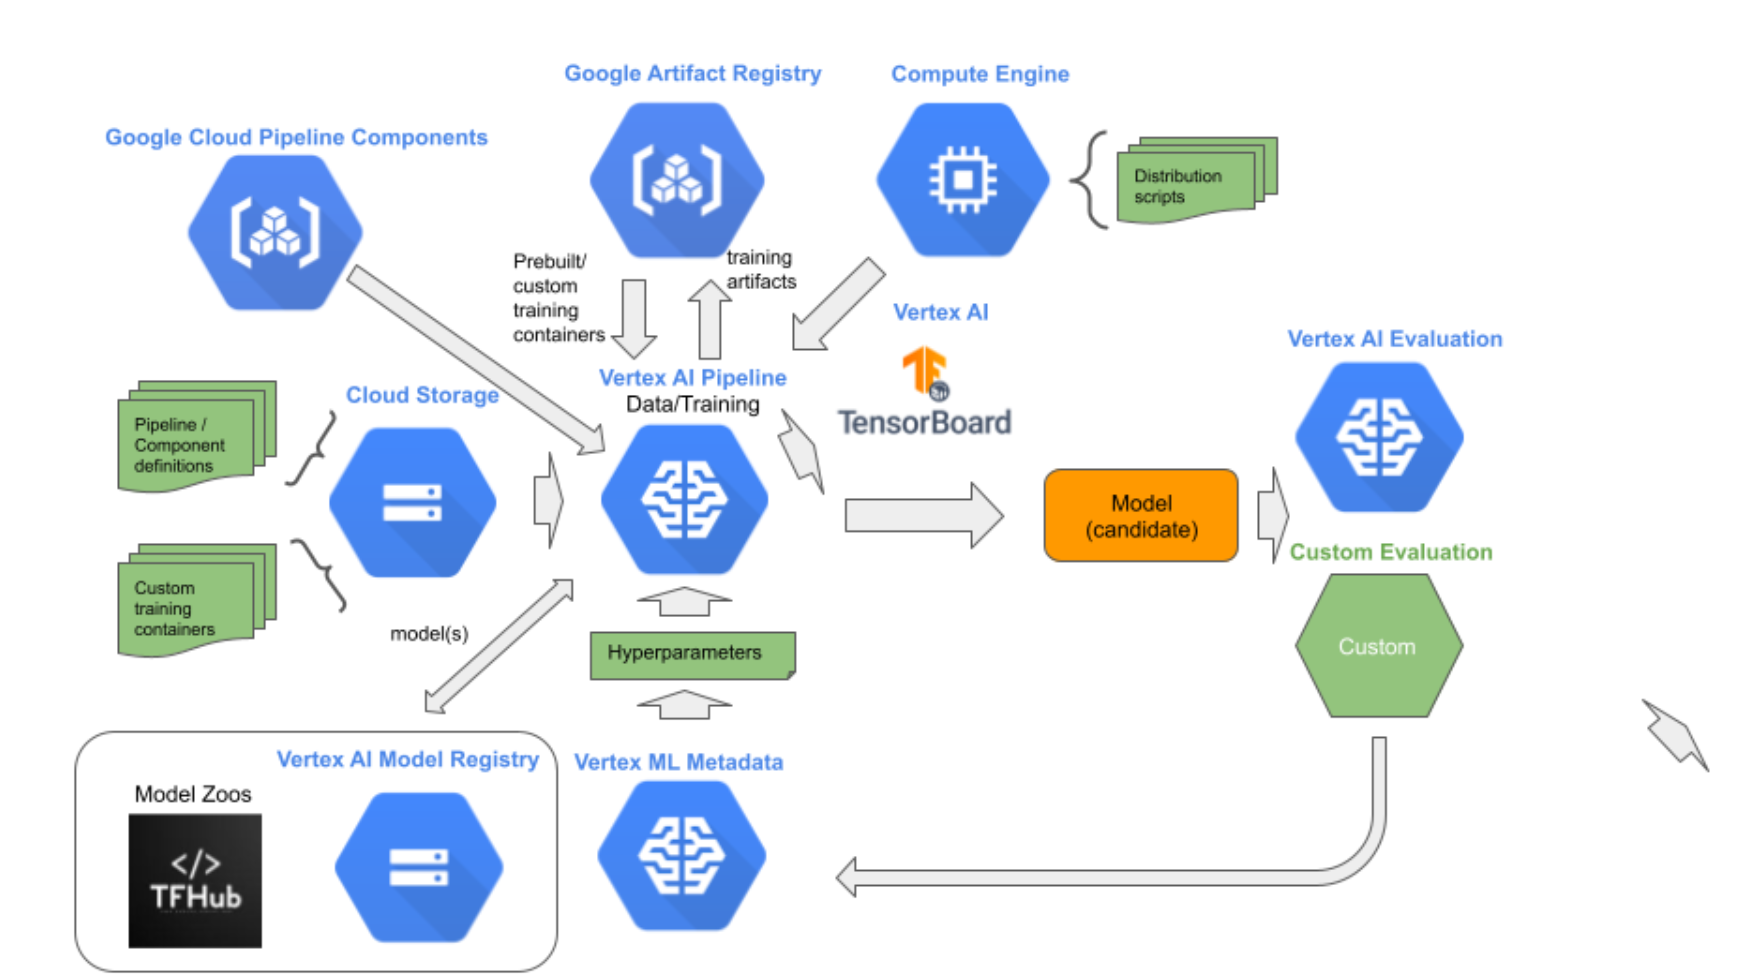 Google Artifact Registry
Compute Engine
Google Cloud Pipeline Components
Distribution
scripts
Prebuilt/
custom
training
containers
training
artifacts
Vertex AI
TensorBoard
Vertex AI Evaluation
Vertex AI Pipeline
Data/Training
Cloud Storage
Pipeline /
Component
definitions
Model
(candidate)
Custom Evaluation
Custom
Custom
training
containers
model(s)
Hyperparameters
Vertex AI Model Registry
Vertex ML Metadata
Model Zoos
</>
TFHub